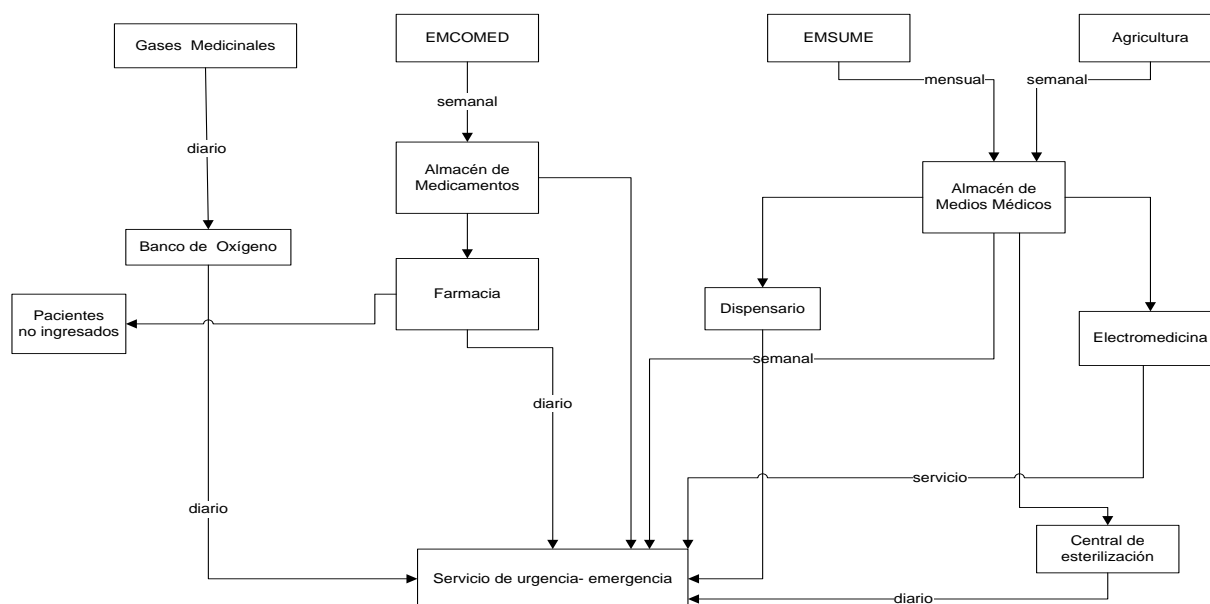 Gases Medicinales
EMCOMED
EMSUME
Agricultura
semanal
mensual
semanal
diario
Almacén de
Medicamentos
Almacén de
Medios Médicos
Banco de Oxígeno
Farmacia
Pacientes
no ingresados
Dispensario
Electromedicina
semanal
diario
servicio
diario
Central de
esterilización
Servicio de urgencia- emergencia
diario